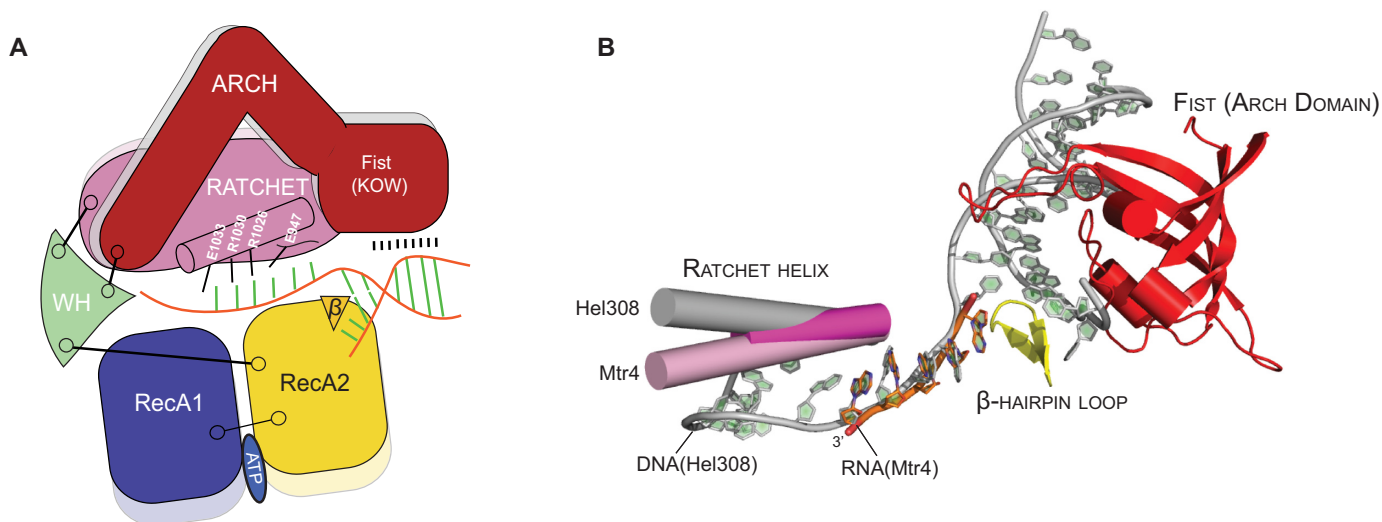 A
ARCH
Fist
(KOW)
RATCHET
E1033
R1030
R1026
E947
WH
β
RecA1
RecA2
ATP
B
FIST (ARCH DOMAIN)
RATCHET HELIX
Hel308
Mtr4
β-HAIRPIN LOOP
3’
DNA(Hel308)
RNA(Mtr4)